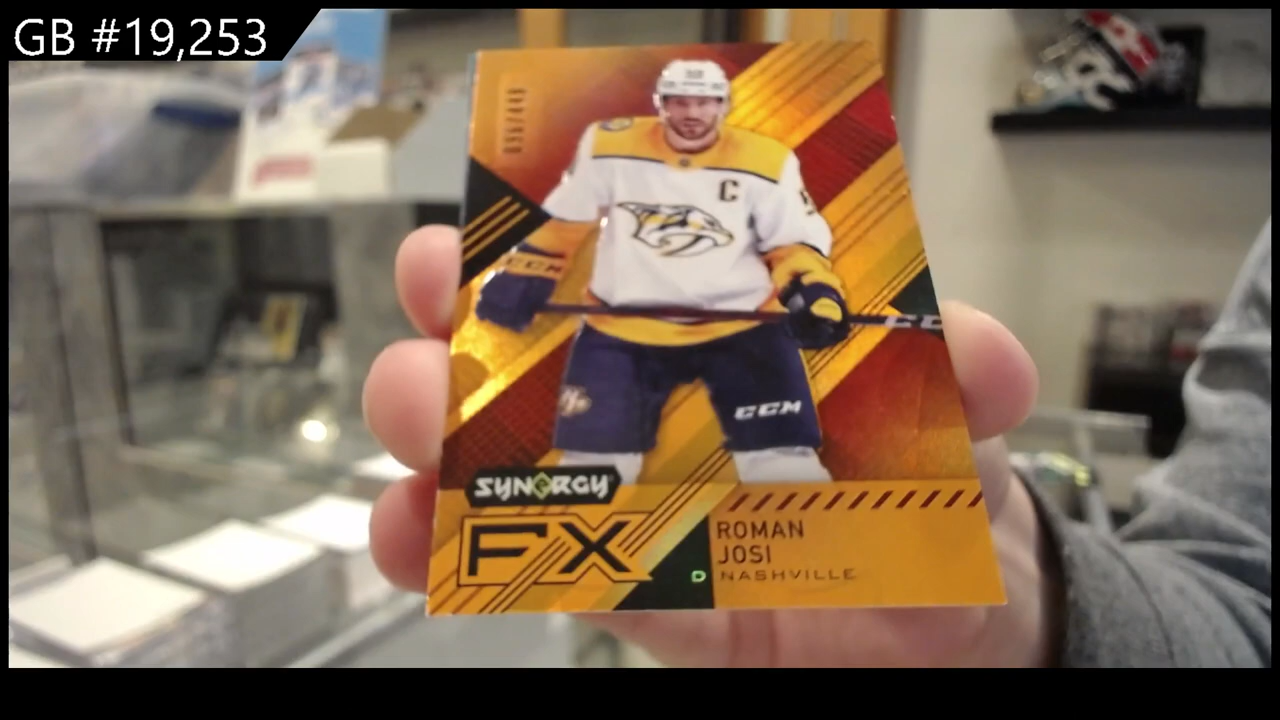 GB #19,253
C
CCM
CCM
SYNERGY
FX
ROMAN
JOSI
D NASHVILLE